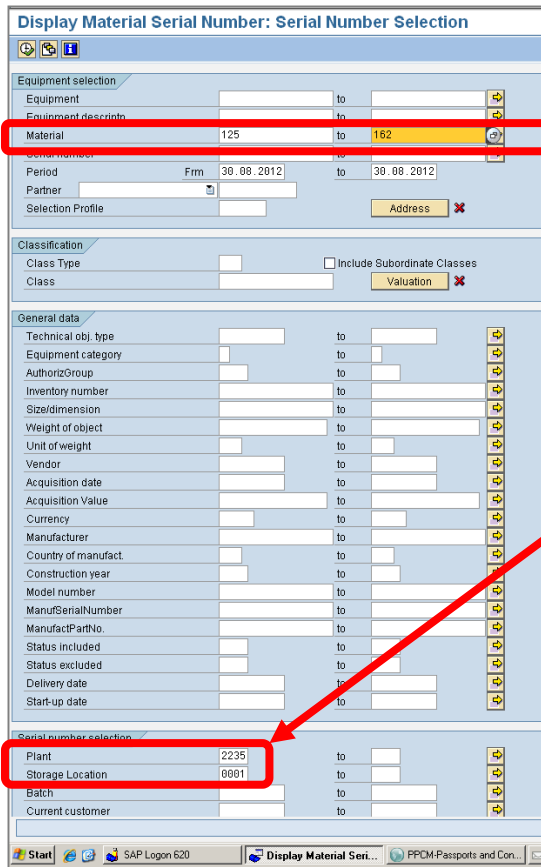 Display Material Serial Number: Serial Number Selection
Equipment selection
Equipment to
Equipment descriptn to
Material 125 to 162
Serial number to
Period Frm 30.08.2012 to 30.08.2012
Partner
Selection Profile Address
Classification
Class Type Include Subordinate Classes
Class Valuation
General data
Technical obj. type to
Equipment category to
AuthorizGroup to
Inventory number to
Size/dimension to
Weight of object to
Unit of weight to
Vendor to
Acquisition date to
Acquisition Value to
Currency to
Manufacturer to
Country of manufact. to
Construction year to
Model number to
ManufSerialNumber to
ManufactPartNo. to
Status included to
Status excluded to
Delivery date to
Start-up date to
Serial number selection
Plant 2235 to
Storage Location 0001 to
Batch to
Current customer to
Start SAP Logon 620 Display Material Seri... PPCM-Passports and Con...